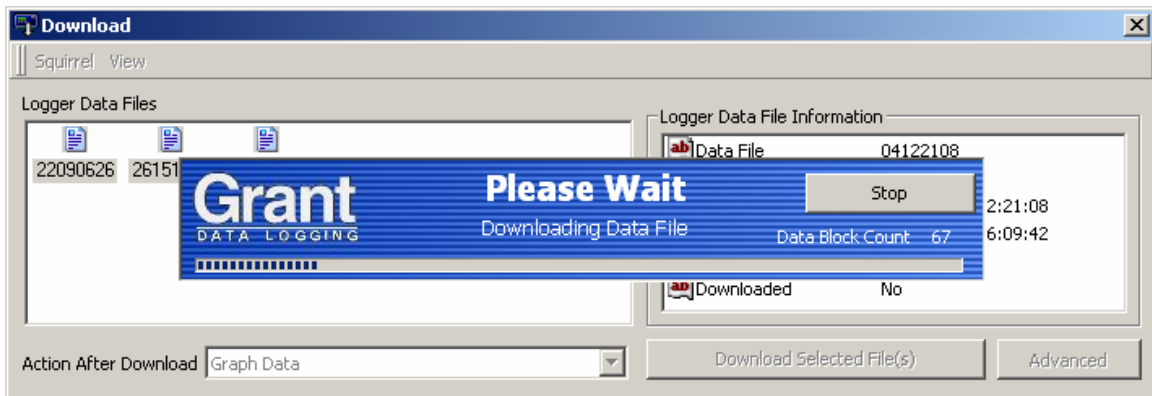 Download
Squirrel View
Logger Data Files
22090626 26151
Logger Data File Information
Data File 04122108
2:21:08
6:09:42
Downloaded No
Grant
DATA LOGGING
Please Wait
Downloading Data File
Stop
Data Block Count 67
Action After Download Graph Data
Download Selected File(s)
Advanced